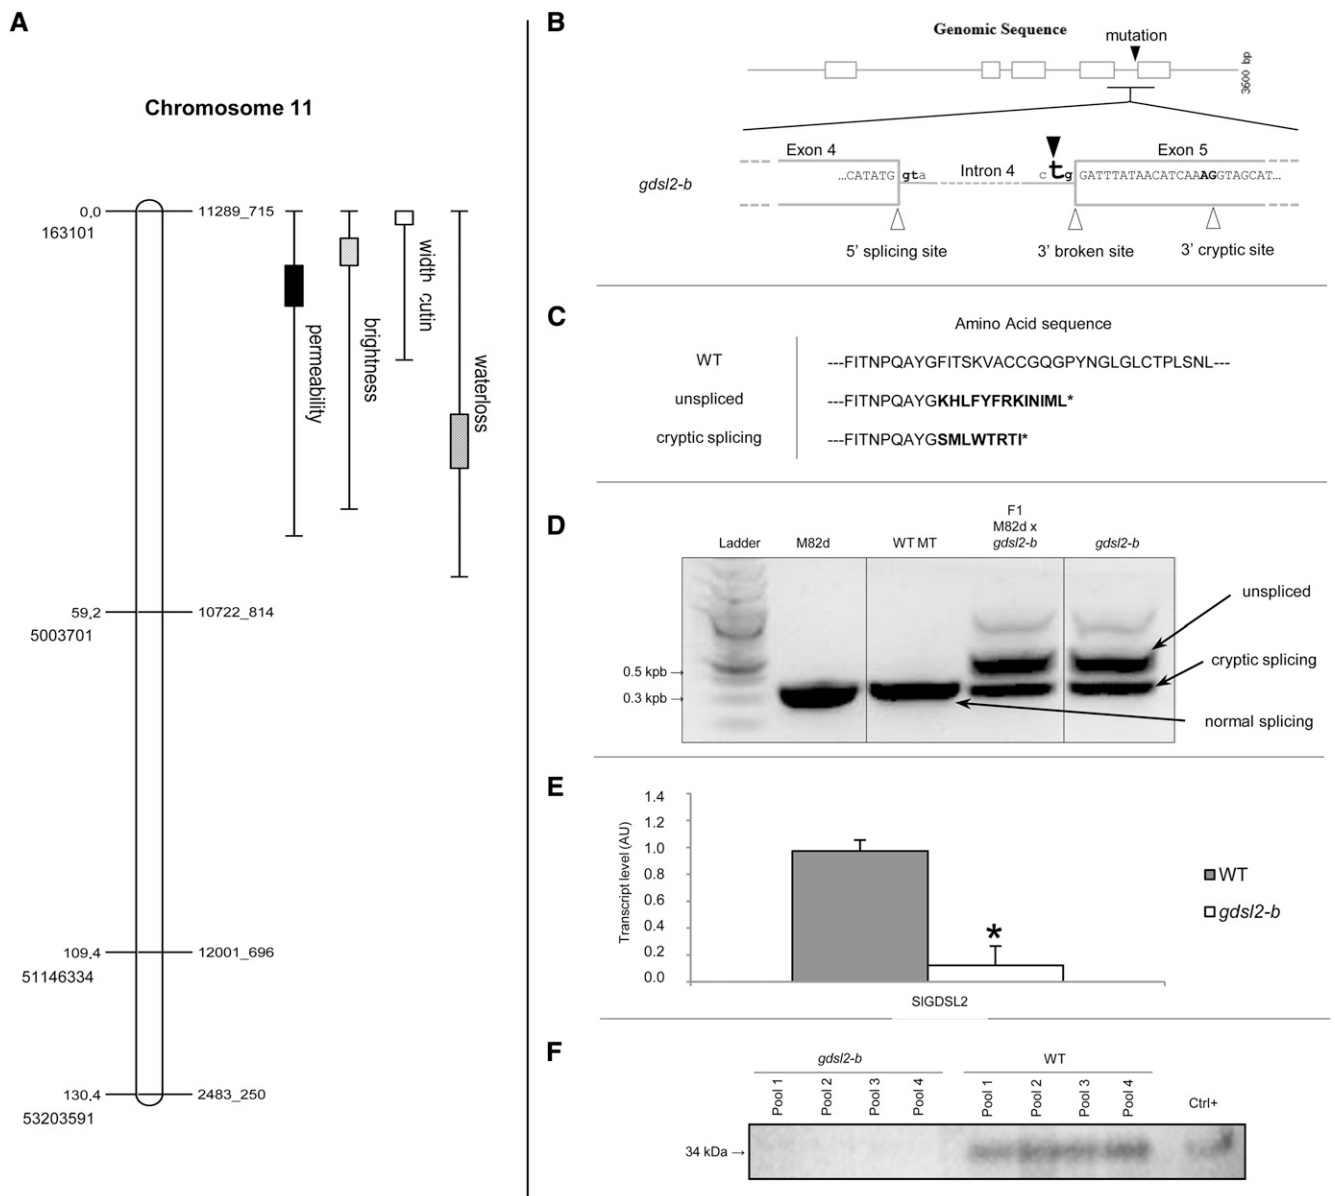 A
Chromosome 11
0,0
163101
11289_715
permeability
brightness
width_cutin
waterloss
59,2
5003701
10722_814
109,4
51146334
12001_696
130,4
53203591
2483_250
B
Genomic Sequence
mutation
3600 bp
gdsl2-b
Exon 4
Intron 4
Exon 5
...CATATG gta
c t g GATTTATAACATCAAAGGTAGCAT...
5' splicing site
3' broken site
3' cryptic site
C
Amino Acid sequence
WT
---FITNPQAYGFITSKVACCGQGPYNGLGLCTPLSNL---
unspliced
---FITNPQAYGKHLFYFRKINIML*
cryptic splicing
---FITNPQAYGSMLWTRTI*
D
Ladder
M82d
WT MT
F1
M82d x
gdsl2-b
gdsl2-b
0.5 kpb →
0.3 kpb →
unspliced
cryptic splicing
normal splicing
E
Transcript level (AU)
1.4
1.2
1.0
0.8
0.6
0.4
0.2
0.0
*
SlGDSL2
WT
gdsl2-b
F
gdsl2-b
WT
Pool 1
Pool 2
Pool 3
Pool 4
Pool 1
Pool 2
Pool 3
Pool 4
Ctrl+
34 kDa →